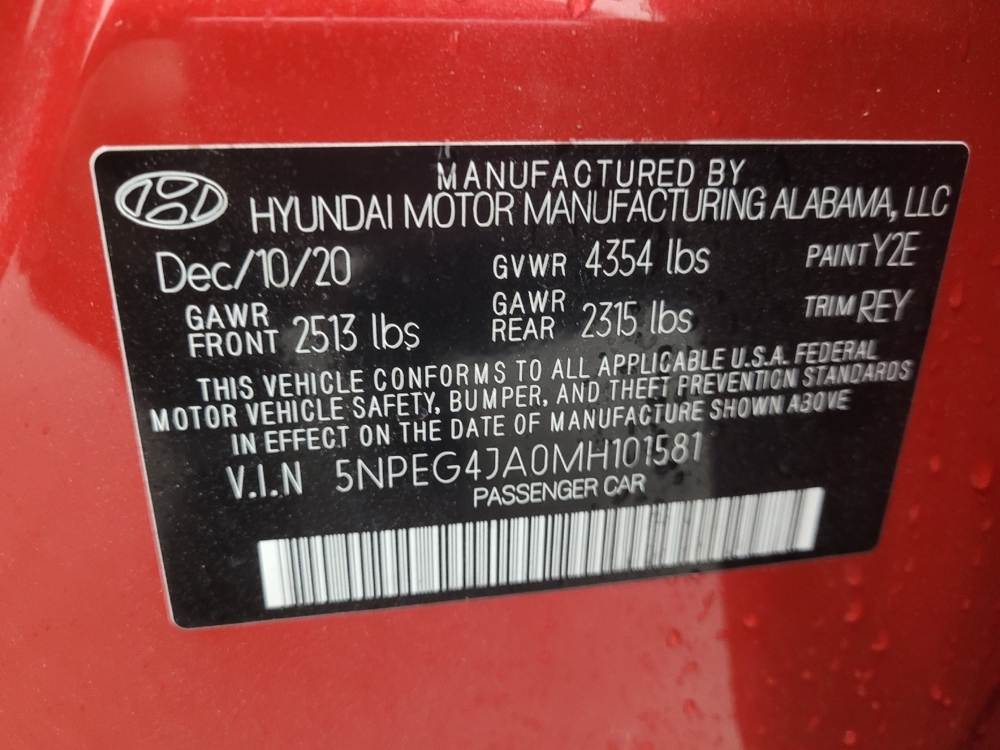 MANUFACTURED BY
HYUNDAI MOTOR MANUFACTURING ALABAMA, LLC
Dec/10/20 GVWR 4354 lbs PAINT Y2E
GAWR FRONT 2513 lbs GAWR REAR 2315 lbs TRIM REY
THIS VEHICLE CONFORMS TO ALL APPLICABLE U.S.A. FEDERAL
MOTOR VEHICLE SAFETY, BUMPER, AND THEFT PREVENTION STANDARDS
IN EFFECT ON THE DATE OF MANUFACTURE SHOWN ABOVE
V.I.N 5NPEG4JA0MH101581
PASSENGER CAR